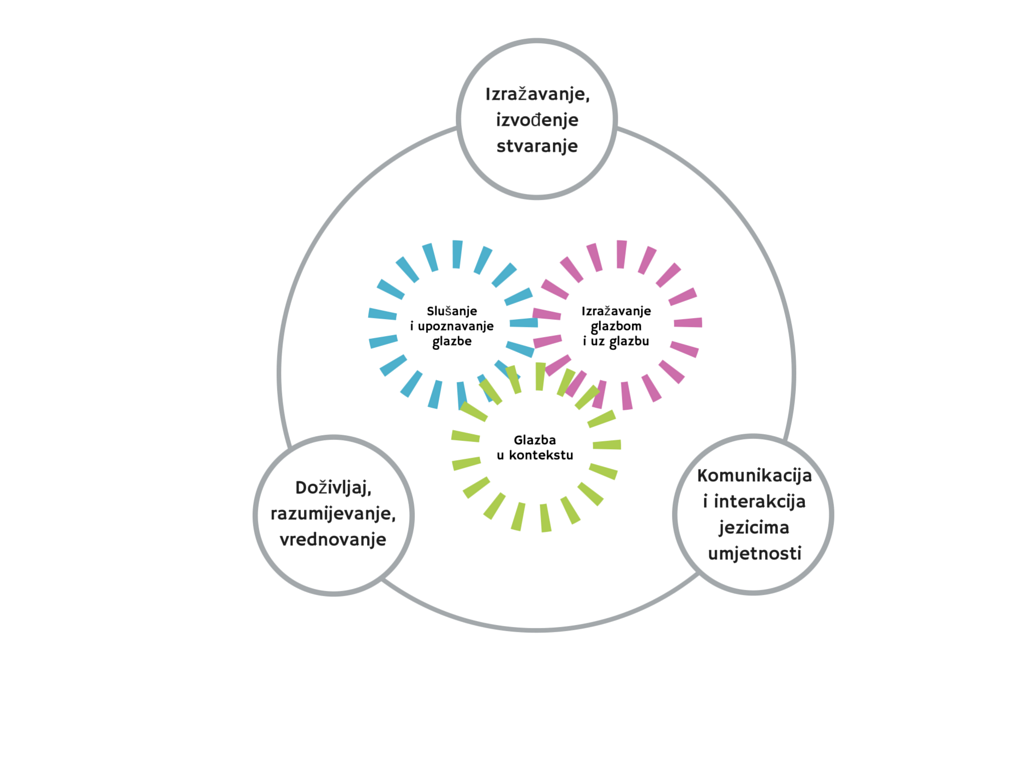 Izražavanje,
izvođenje
stvaranje
Slušanje
i upoznavanje
glazbe
Izražavanje
glazbom
i uz glazbu
Glazba
u kontekstu
Doživljaj,
razumijevanje,
vrednovanje
Komunikacija
i interakcija
jezicima
umjetnosti